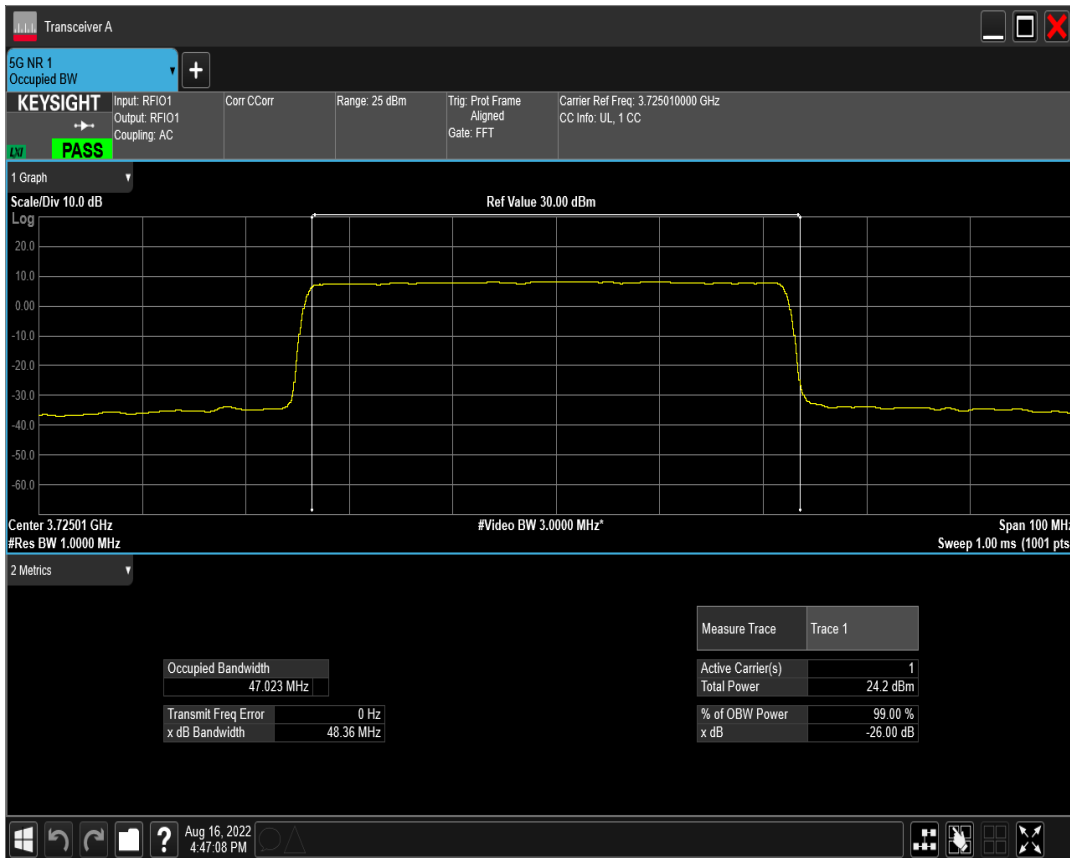 Transceiver A
5G NR 1
Occupied BW
+
KEYSIGHT
LXI
PASS
Input: RFIO1
Output: RFIO1
Coupling: AC
Corr CCorr
Range: 25 dBm
Trig: Prot Frame
Aligned
Gate: FFT
Carrier Ref Freq: 3.725010000 GHz
CC Info: UL, 1 CC
1 Graph
Scale/Div 10.0 dB
Ref Value 30.00 dBm
Log
20.0
10.0
0.00
-10.0
-20.0
-30.0
-40.0
-50.0
-60.0
Center 3.72501 GHz
#Video BW 3.0000 MHz*
Span 100 MHz
#Res BW 1.0000 MHz
Sweep 1.00 ms (1001 pts
2 Metrics
Measure Trace Trace 1
Occupied Bandwidth
47.023 MHz
Active Carrier(s) 1
Total Power 24.2 dBm
Transmit Freq Error 0 Hz
x dB Bandwidth 48.36 MHz
% of OBW Power 99.00 %
x dB -26.00 dB
?
Aug 16, 2022
4:47:08 PM